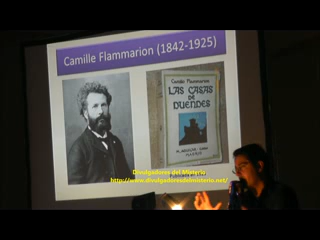 Camille Flammarion (1842-1925)
Camille Flammarion
LAS CASAS
DE
DUENDES
Divulgadores del Misterio
http://www.divulgadoresdelmisterio.net/